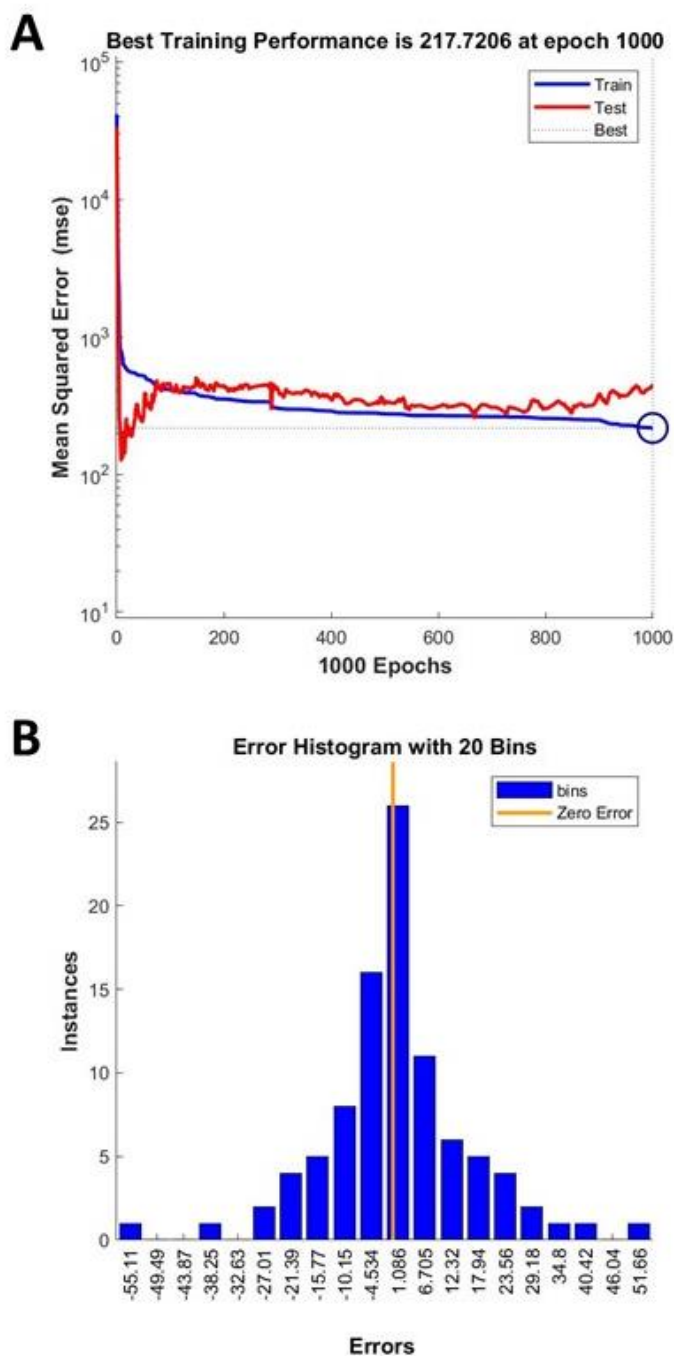 A
Best Training Performance is 217.7206 at epoch 1000
Mean Squared Error (mse)
10^5
10^4
10^3
10^2
10^1
Train
Test
Best
0 200 400 600 800 1000
1000 Epochs
B
Error Histogram with 20 Bins
Instances
25
20
15
10
5
0
bins
Zero Error
-55.11
-49.49
-43.87
-38.25
-32.63
-27.01
-21.39
-15.77
-10.15
-4.534
1.086
6.705
12.32
17.94
23.56
29.18
34.8
40.42
46.04
51.66
Errors